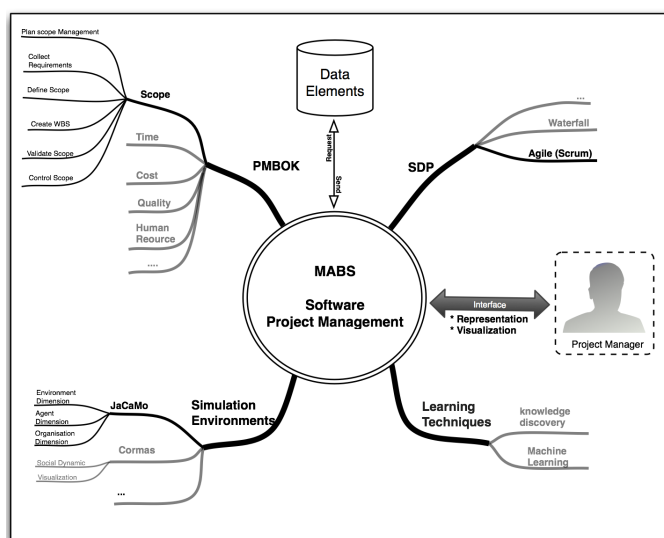 Plan scope Management
Collect
Requirements
Define Scope
Create WBS
Validate Scope
Control Scope
Scope
Time
Cost
Quality
Human
Reource
....
PMBOK
Data
Elements
Request
Send
SDP
...
Waterfall
Agile (Scrum)
MABS
Software
Project Management
Interface
* Representation
* Visualization
Project Manager
Simulation
Environments
JaCaMo
Environment
Dimension
Agent
Dimension
Organisation
Dimension
Cormas
Social Dynamic
Visualization
...
Learning
Techniques
knowledge
discovery
Machine
Learning